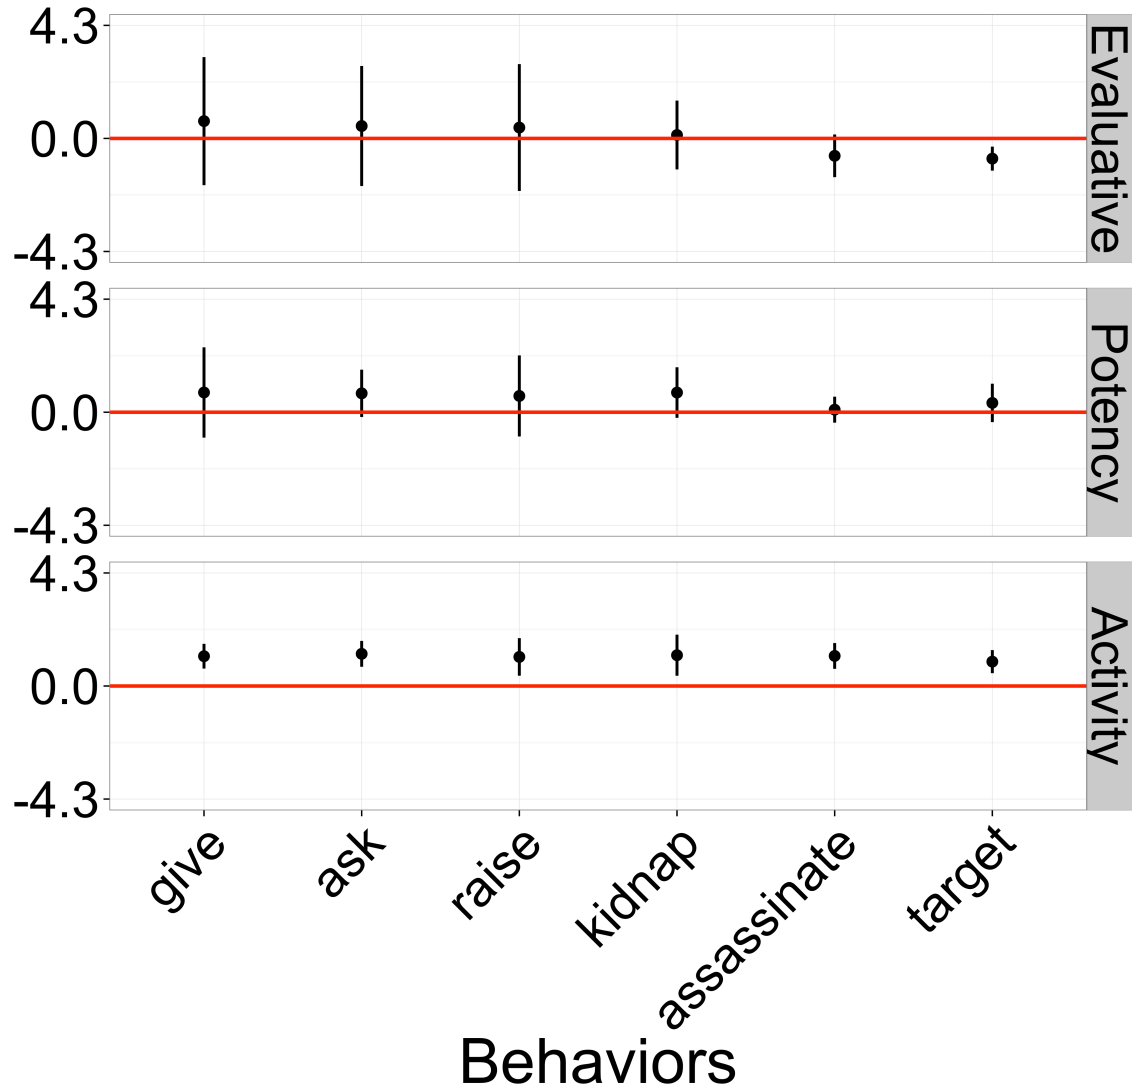 4.3
0.0
-4.3
Evaluative
4.3
0.0
-4.3
Potency
4.3
0.0
-4.3
Activity
give
ask
raise
kidnap
assassinate
target
Behaviors